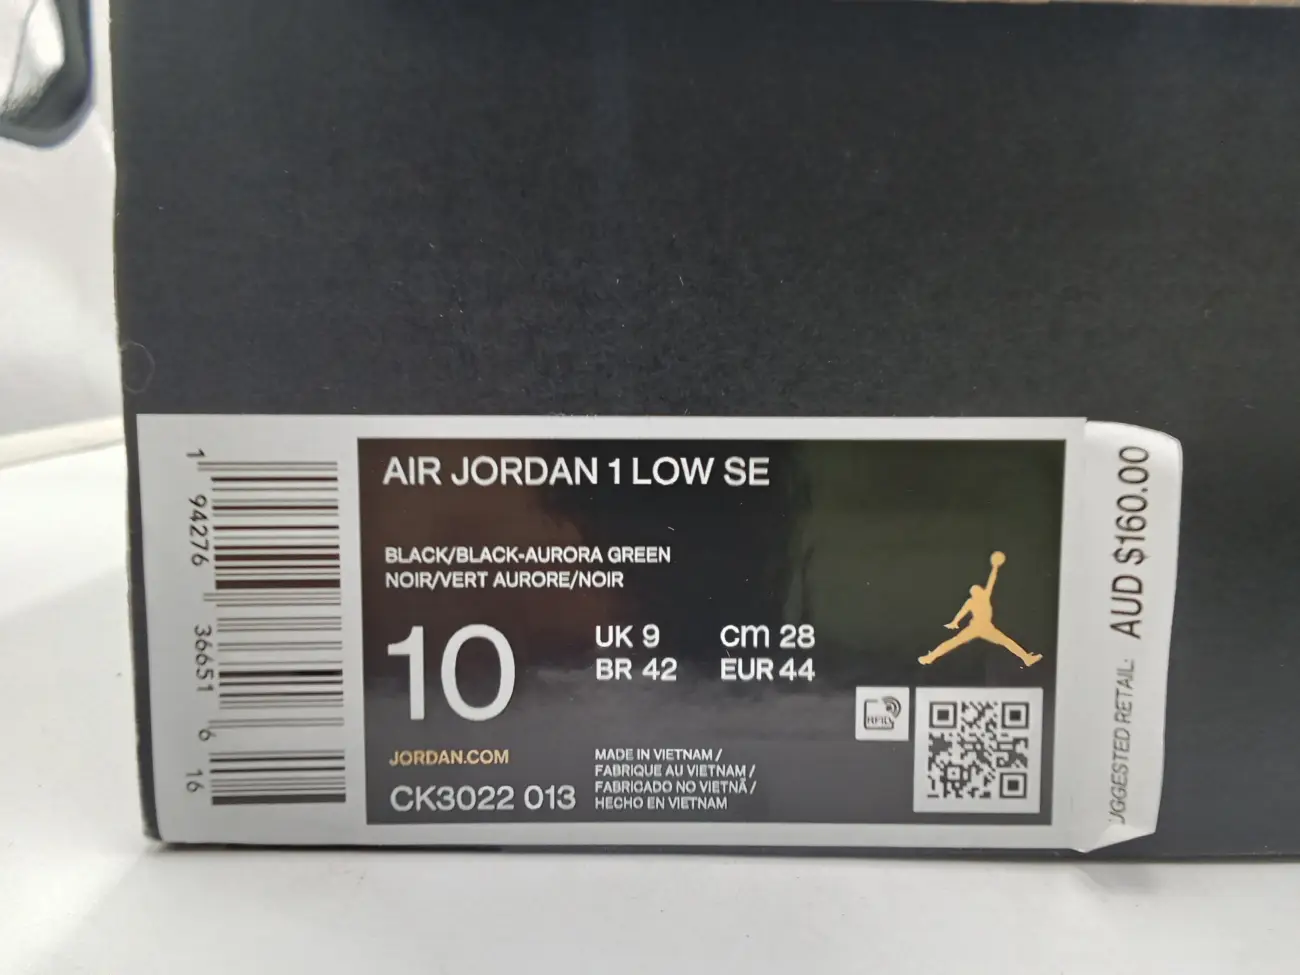 AIR JORDAN 1 LOW SE
BLACK/BLACK-AURORA GREEN
NOIR/VERT AURORE/NOIR
10
UK 9
CM 28
BR 42
EUR 44
JORDAN.COM
CK3022 013
MADE IN VIETNAM /
FABRIQUE AU VIETNAM /
FABRICADO NO VIETNÃ /
HECHO EN VIETNAM
RFID
1 94276 36651 6 16
UGGESTED RETAIL: AUD $160.00